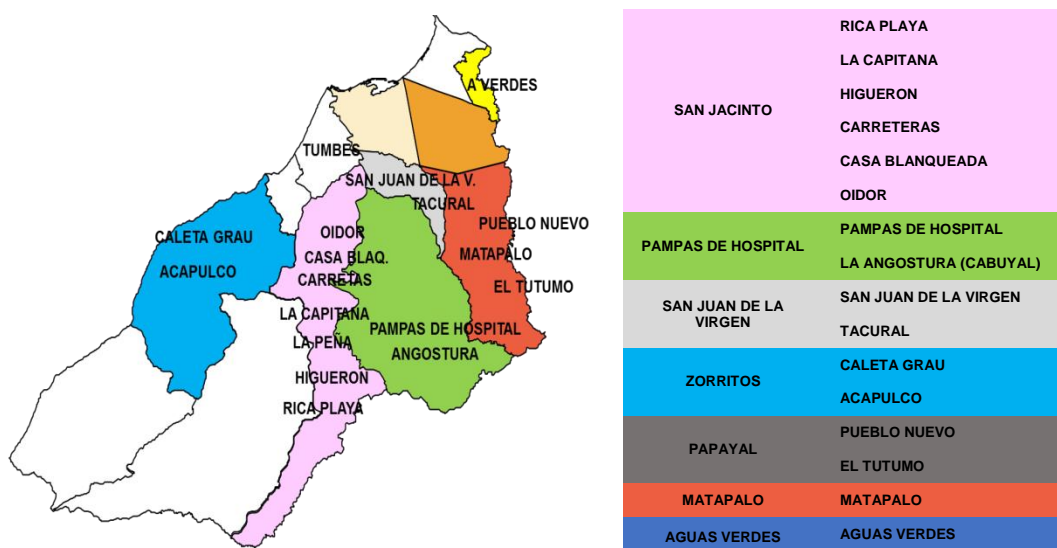 A VERDES
TUMBES
SAN JUAN DE LA V.
TACURAL
PUEBLO NUEVO
CALETA GRAU
OIDOR
MATAPALO
CASA BLAQ.
ACAPULCO
CARRETAS
EL TUTUMO
LA CAPITANA
PAMPAS DE HOSPITAL
LA PEÑA
ANGOSTURA
HIGUERON
RICA PLAYA
SAN JACINTO
RICA PLAYA
LA CAPITANA
HIGUERON
CARRETERAS
CASA BLANQUEADA
OIDOR
PAMPAS DE HOSPITAL
PAMPAS DE HOSPITAL
LA ANGOSTURA (CABUYAL)
SAN JUAN DE LA
VIRGEN
SAN JUAN DE LA VIRGEN
TACURAL
ZORRITOS
CALETA GRAU
ACAPULCO
PAPAYAL
PUEBLO NUEVO
EL TUTUMO
MATAPALO
MATAPALO
AGUAS VERDES
AGUAS VERDES